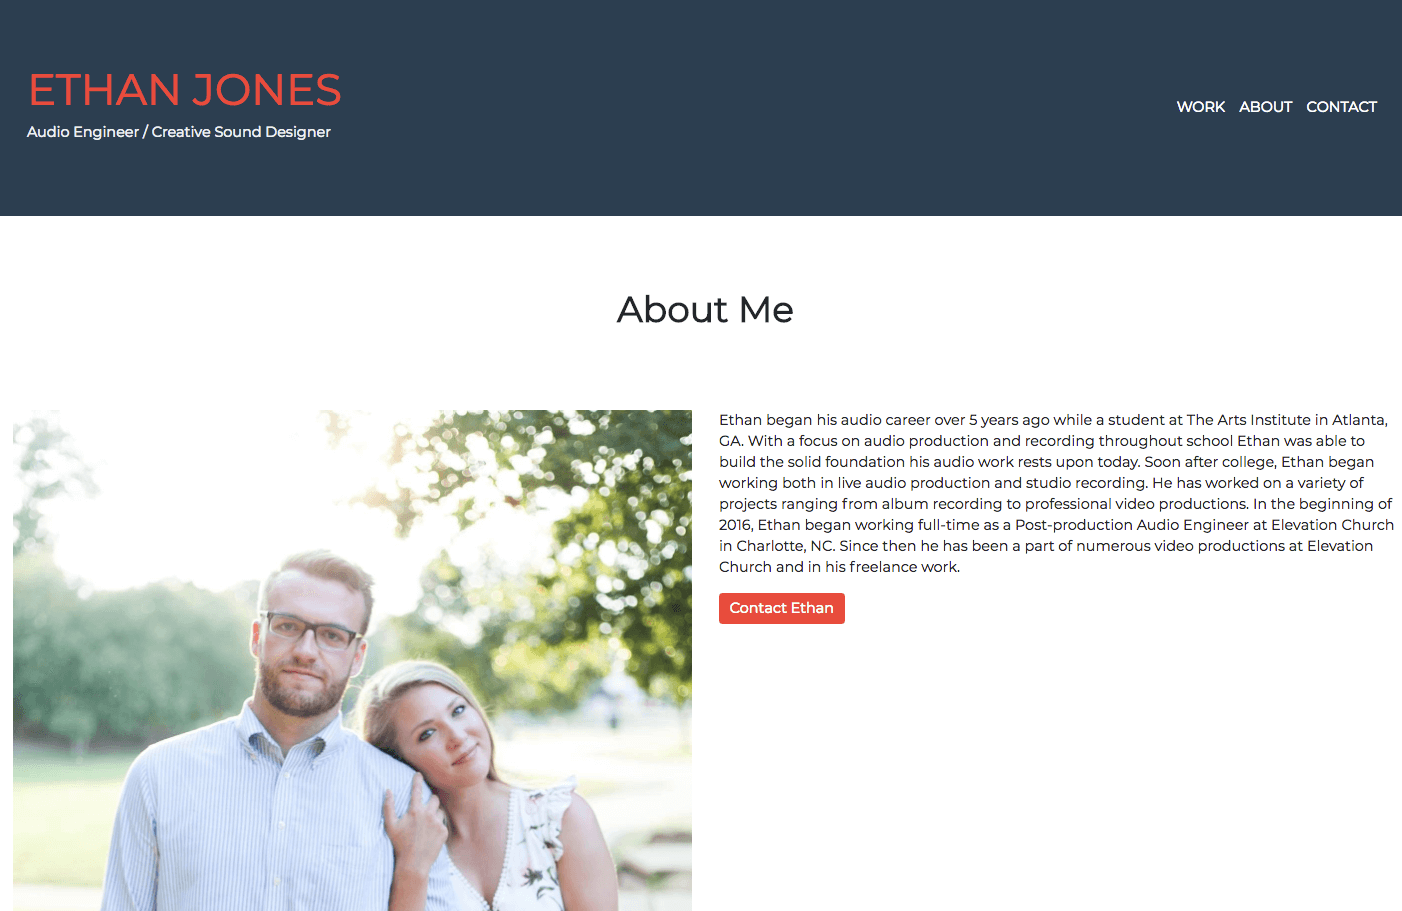 ETHAN JONES
Audio Engineer / Creative Sound Designer
WORK ABOUT CONTACT
About Me
Ethan began his audio career over 5 years ago while a student at The Arts Institute in Atlanta,
GA. With a focus on audio production and recording throughout school Ethan was able to
build the solid foundation his audio work rests upon today. Soon after college, Ethan began
working both in live audio production and studio recording. He has worked on a variety of
projects ranging from album recording to professional video productions. In the beginning of
2016, Ethan began working full-time as a Post-production Audio Engineer at Elevation Church
in Charlotte, NC. Since then he has been a part of numerous video productions at Elevation
Church and in his freelance work.
Contact Ethan